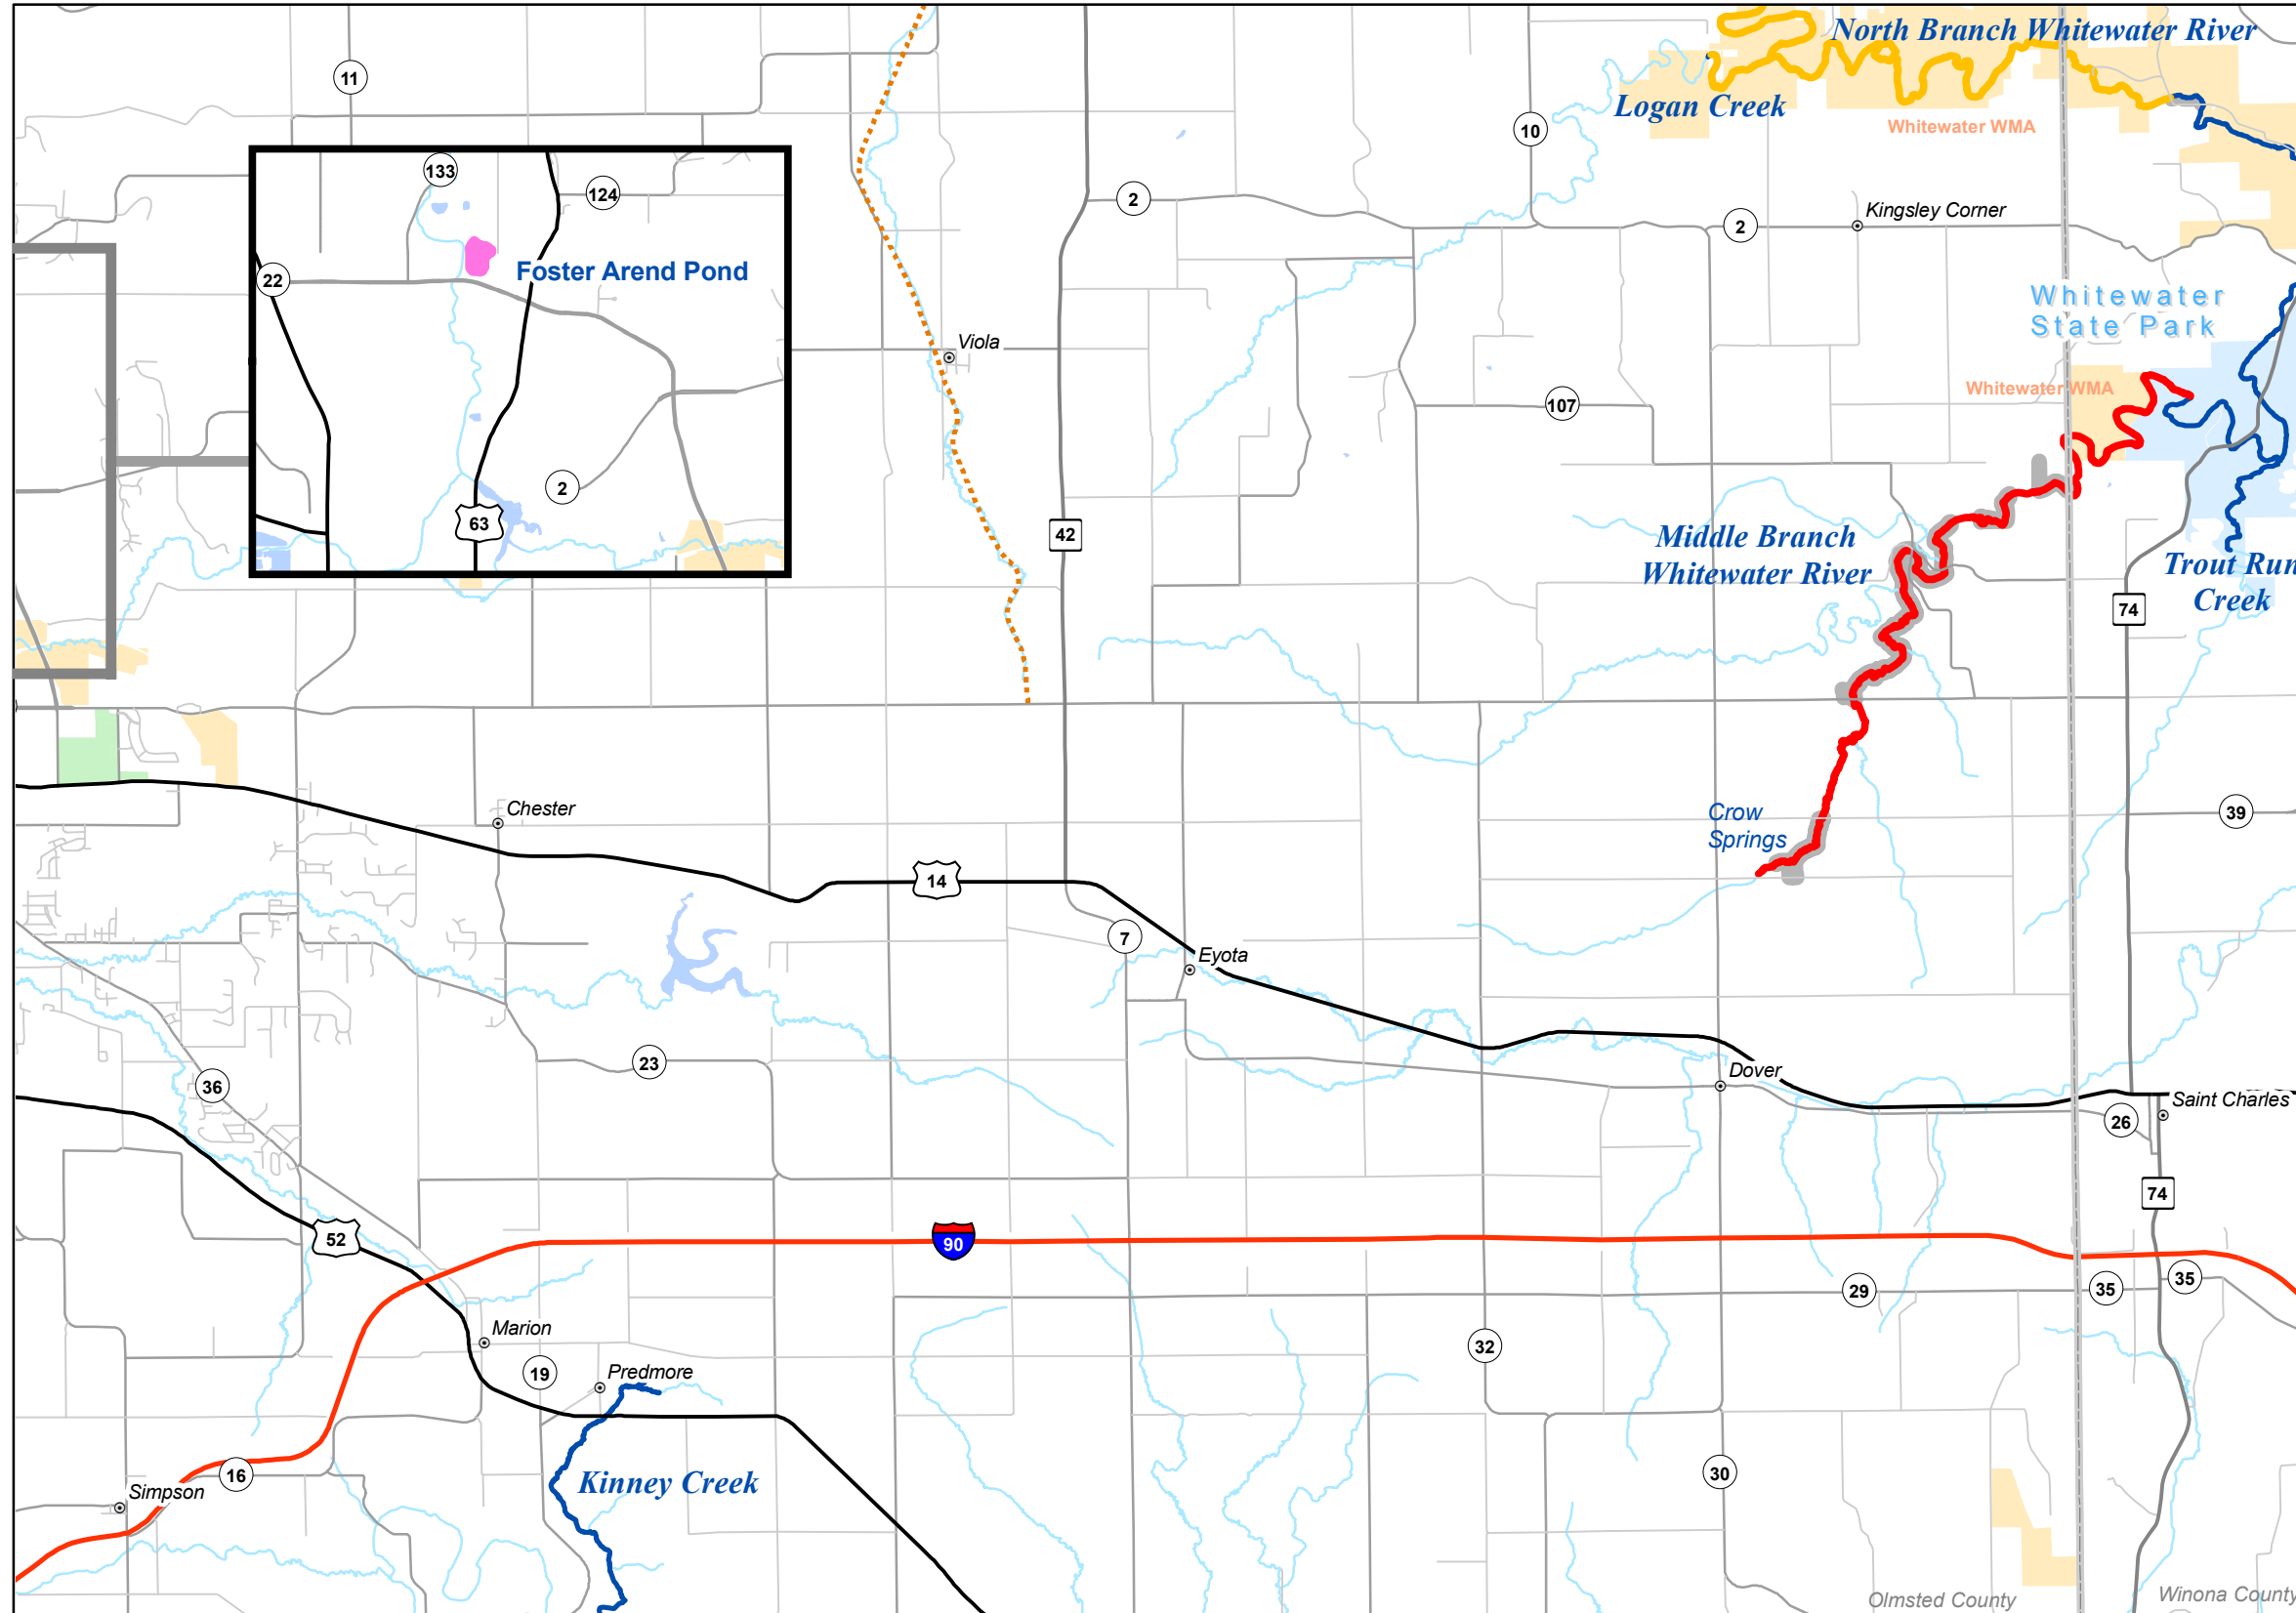 North Branch Whitewater River
11
Logan Creek
10
Whitewater WMA
133
124
2
Kingsley Corner
2
22
Foster Arend Pond
Whitewater
State Park
Viola
Whitewater WMA
107
2
63
42
Middle Branch
Whitewater River
Trout Run
Creek
74
Chester
Crow
Springs
39
14
7
Eyota
23
36
Dover
Saint Charles
26
74
52
90
29
35
35
Marion
32
19
Predmore
Kinney Creek
30
16
Simpson
Olmsted County
Winona County